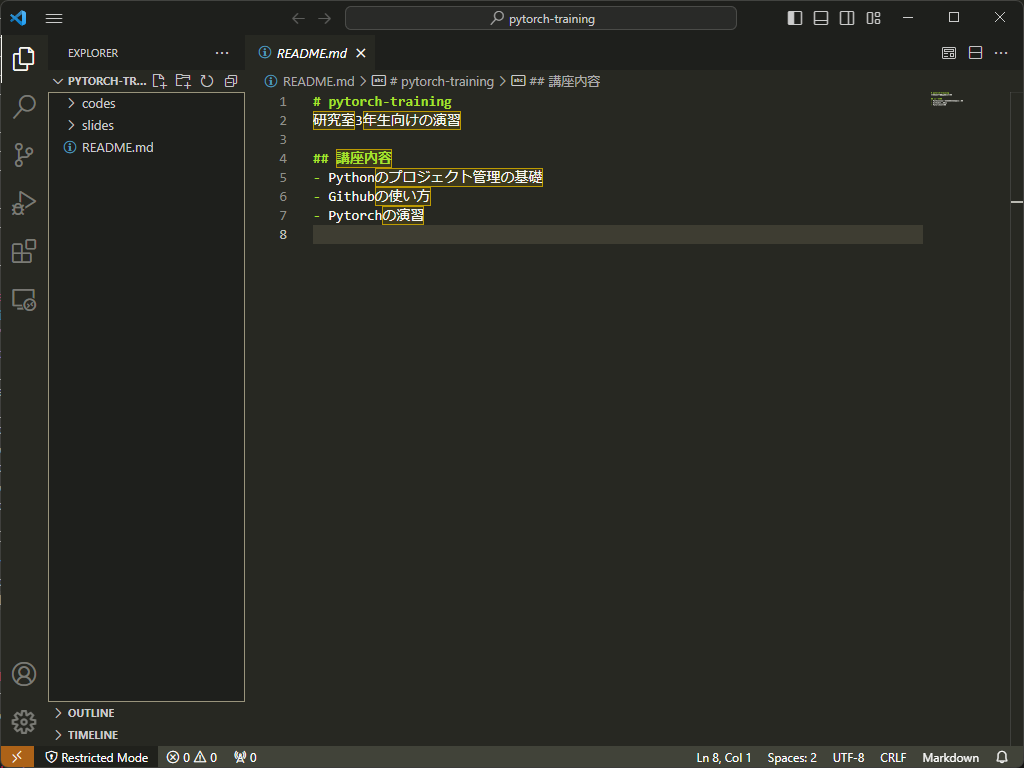 pytorch-training
EXPLORER
PYTORCH-TR...
codes
slides
README.md
OUTLINE
TIMELINE
README.md
README.md > # pytorch-training > ## 講座内容
1 # pytorch-training
2 研究室3年生向けの演習
3
4 ## 講座内容
5 - Pythonのプロジェクト管理の基礎
6 - Githubの使い方
7 - Pytorchの演習
8
Restricted Mode 0 0 0 Ln 8, Col 1 Spaces: 2 UTF-8 CRLF Markdown